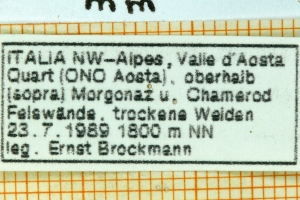 ITALIA NW-Alpes, Valle d'Aosta
Quart (ONO Aosta), oberhalb
(sopra) Morgonaz u. Chamerod
Felswände, trockene Weiden
23.7.1989 1800 m NN
leg. Ernst Brockmann